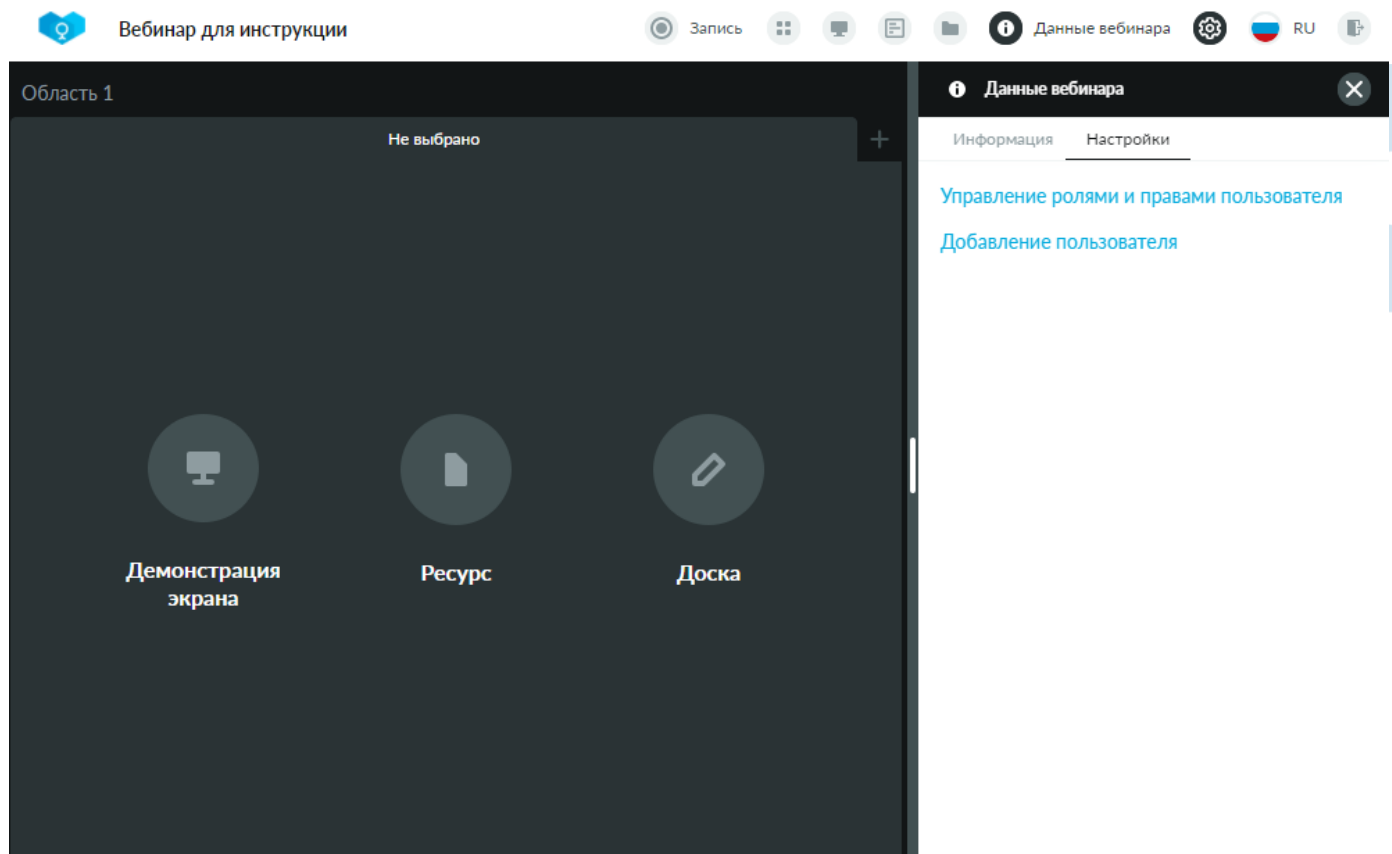 Вебинар для инструкции
Запись
Данные вебинара
RU
Область 1
Не выбрано
Демонстрация
экрана
Ресурс
Доска
Данные вебинара
Информация Настройки
Управление ролями и правами пользователя
Добавление пользователя